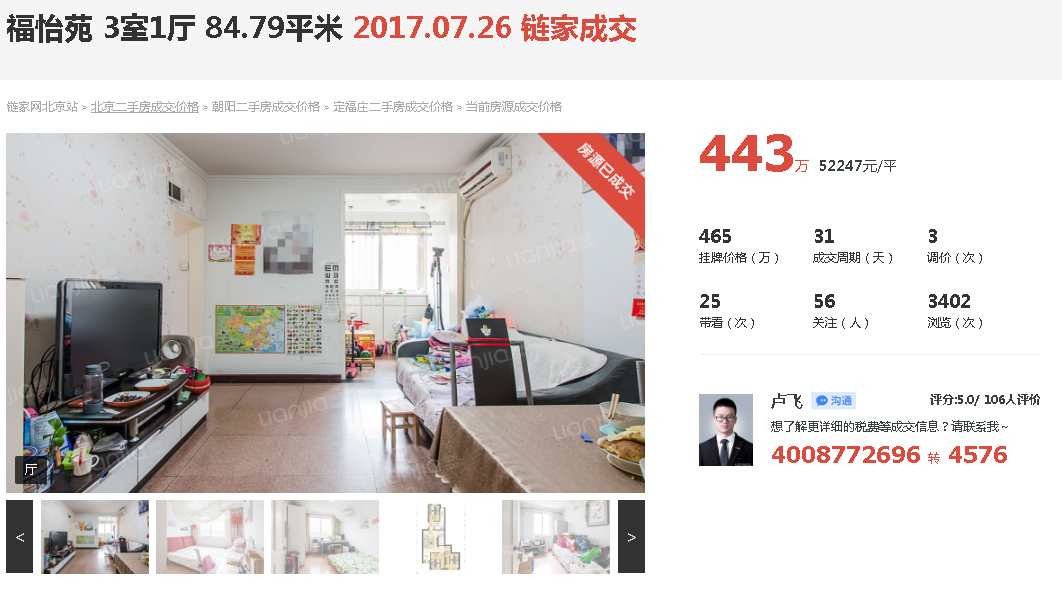 福怡苑 3室1厅 84.79平米 2017.07.26 链家成交
链家网北京站 » 北京二手房成交价格 » 朝阳二手房成交价格 » 定福庄二手房成交价格 » 当前房源成交价格
房源已成交
443万 52247元/平
465 31 3
挂牌价格（万） 成交周期（天） 调价（次）
25 56 3402
带看（次） 关注（人） 浏览（次）
卢飞 沟通 评分:5.0/ 106人评价
想了解更详细的税费等成交信息？请联系我~
4008772696 转 4576
厅
< >
lianjia
lianjia
lianjia
lianjia
lianjia
lianjia